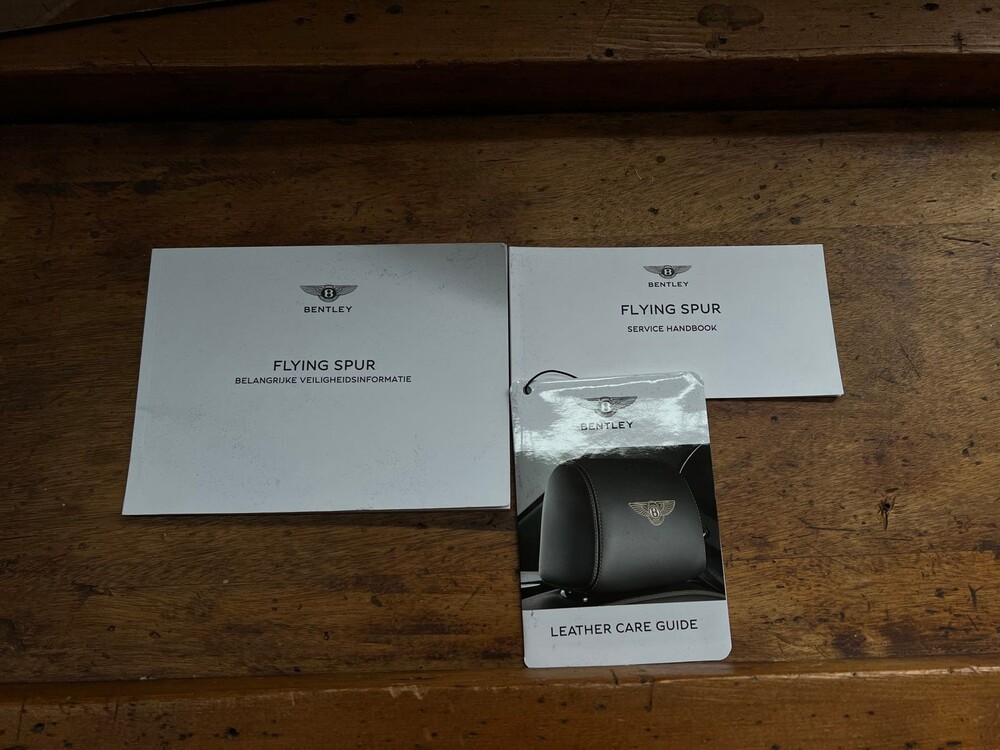 BENTLEY
FLYING SPUR
BELANGRIJKE VEILIGHEIDSINFORMATIE
BENTLEY
FLYING SPUR
SERVICE HANDBOOK
BENTLEY
LEATHER CARE GUIDE